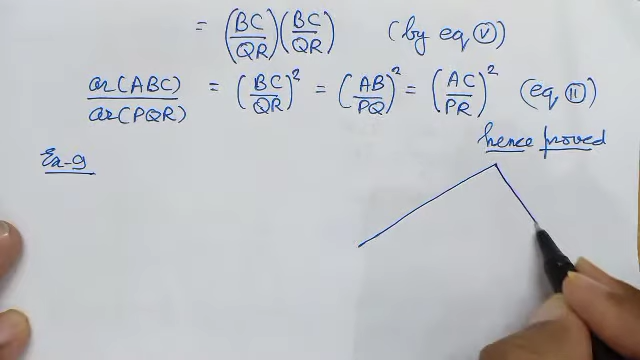 = (BC/QR)(BC/QR) (by eq Ⓥ)
ar(ABC)/ar(PQR) = (BC/QR)² = (AB/PQ)² = (AC/PR)² (eq Ⓘⓘ)
hence proved
Ex-9